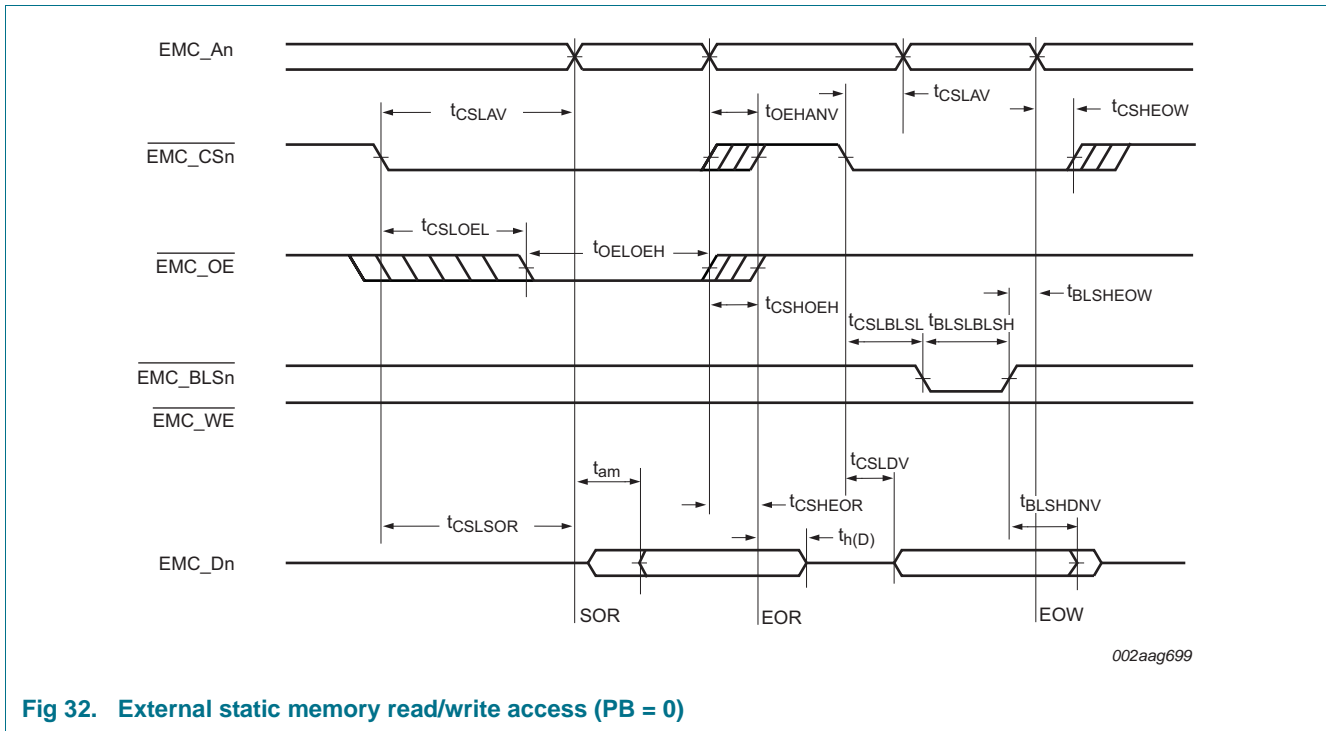 EMC_An
tCSLAV
tOEHANV
tCSLAV
tCSHEOW
EMC_CSn
tCSLOEL
tOELOEH
EMC_OE
tCSHOEH
tBLSHEOW
tCSLBLSL
tBLSLBLSH
EMC_BLSn
EMC_WE
tam
tCSLDV
tCSHEOR
tBLSHDNV
tCSLSOR
th(D)
EMC_Dn
SOR
EOR
EOW
002aag699
Fig 32. External static memory read/write access (PB = 0)